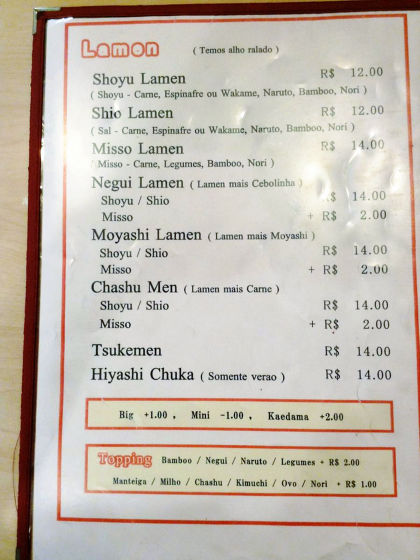 Lamen ( Temos alho ralado )
Shoyu Lamen R$ 12.00
( Shoyu - Carne, Espinafre ou Wakame, Naruto, Bamboo, Nori )
Shio Lamen R$ 12.00
( Sal - Carne, Espinafre ou Wakame, Naruto, Bamboo, Nori )
Misso Lamen R$ 14.00
( Misso - Carne, Legumes, Bamboo, Nori )
Negui Lamen ( Lamen mais Cebolinha )
Shoyu / Shio R$ 14.00
Misso + R$ 2.00
Moyashi Lamen ( Lamen mais Moyashi )
Shoyu / Shio R$ 14.00
Misso + R$ 2.00
Chashu Men ( Lamen mais Carne )
Shoyu / Shio R$ 14.00
Misso + R$ 2.00
Tsukemen R$ 14.00
Hiyashi Chuka ( Somente verao ) R$ 14.00
Big +1.00 , Mini -1.00 , Kaedama +2.00
Topping Bamboo / Negui / Naruto / Legumes + R$ 2.00
Manteiga / Milho / Chashu / Kimuchi / Ovo / Nori + R$ 1.00